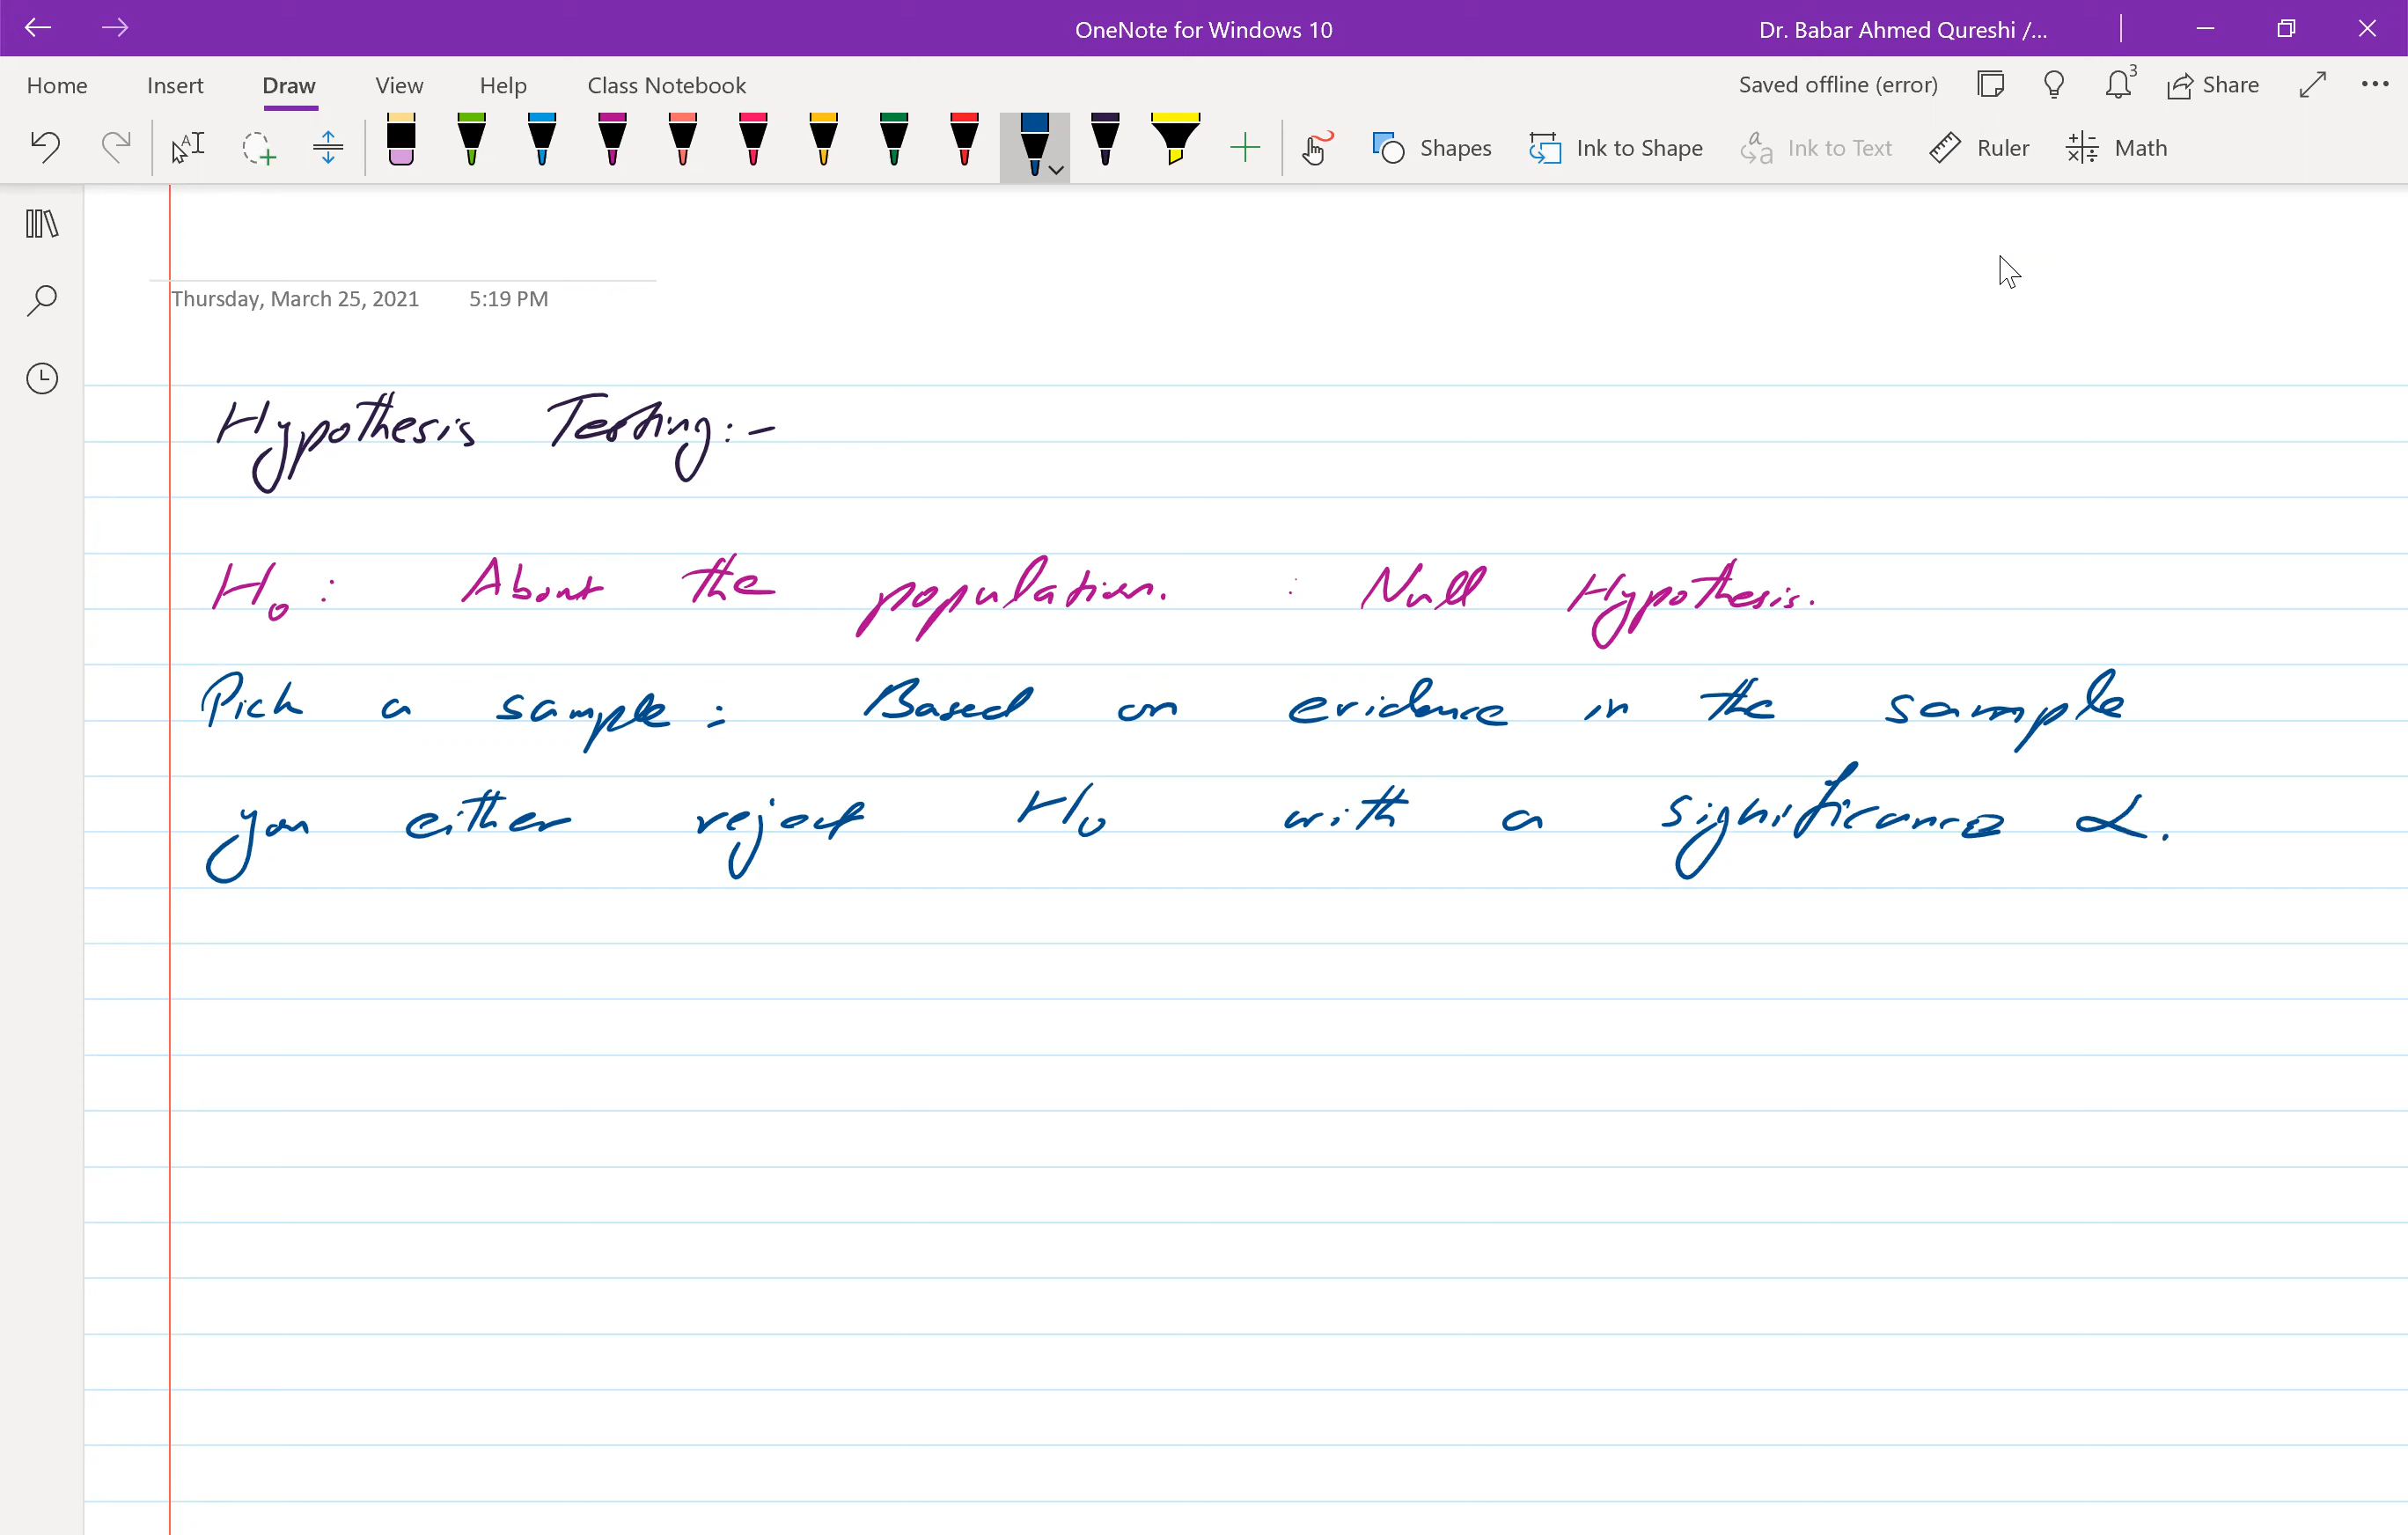 OneNote for Windows 10 Dr. Babar Ahmed Qureshi /...
Home Insert Draw View Help Class Notebook Saved offline (error) 3 Share
Shapes Ink to Shape Ink to Text Ruler Math
Thursday, March 25, 2021 5:19 PM
Hypothesis Testing:-
H₀ : About the population. : Null Hypothesis.
Pick a sample : Based on evidence in the sample
you either reject H₀ with a significance α.